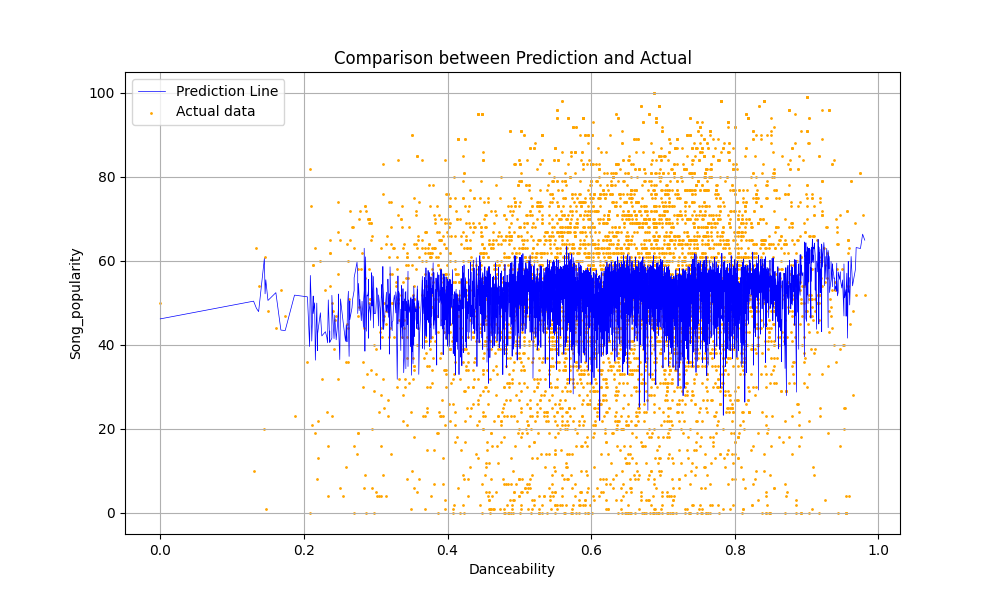 Comparison between Prediction and Actual
Prediction Line
Actual data
100
80
60
40
20
0
Song_popularity
0.0 0.2 0.4 0.6 0.8 1.0
Danceability